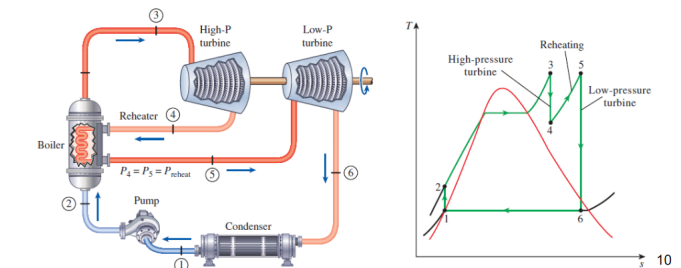 3
High-P
turbine
Low-P
turbine
Reheater
4
Boiler
P4 = P5 = Preheat
5
6
2
Pump
Condenser
1
T
High-pressure
turbine
Reheating
3
5
Low-pressure
turbine
4
2
1
6
s
10